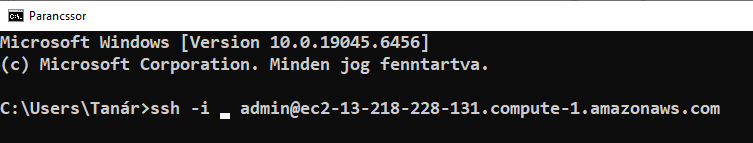 Parancssor
Microsoft Windows [Version 10.0.19045.6456]
(c) Microsoft Corporation. Minden jog fenntartva.
C:\Users\Tanár>ssh -i _ admin@ec2-13-218-228-131.compute-1.amazonaws.com